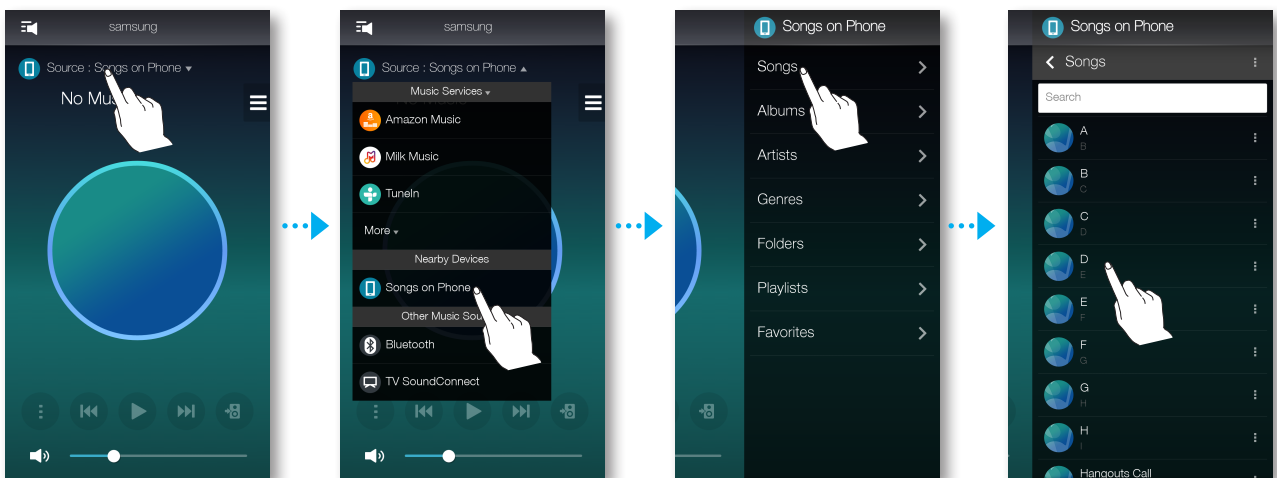 samsung
Source : Songs on Phone
No Mus
samsung
Source : Songs on Phone
Music Services
Amazon Music
Milk Music
TuneIn
More
Nearby Devices
Songs on Phone
Other Music Sou
Bluetooth
TV SoundConnect
Songs on Phone
Songs
Albums
Artists
Genres
Folders
Playlists
Favorites
Songs on Phone
Songs
Search
A
B
B
C
C
D
D
E
E
F
F
G
G
H
H
I
Hangouts Call